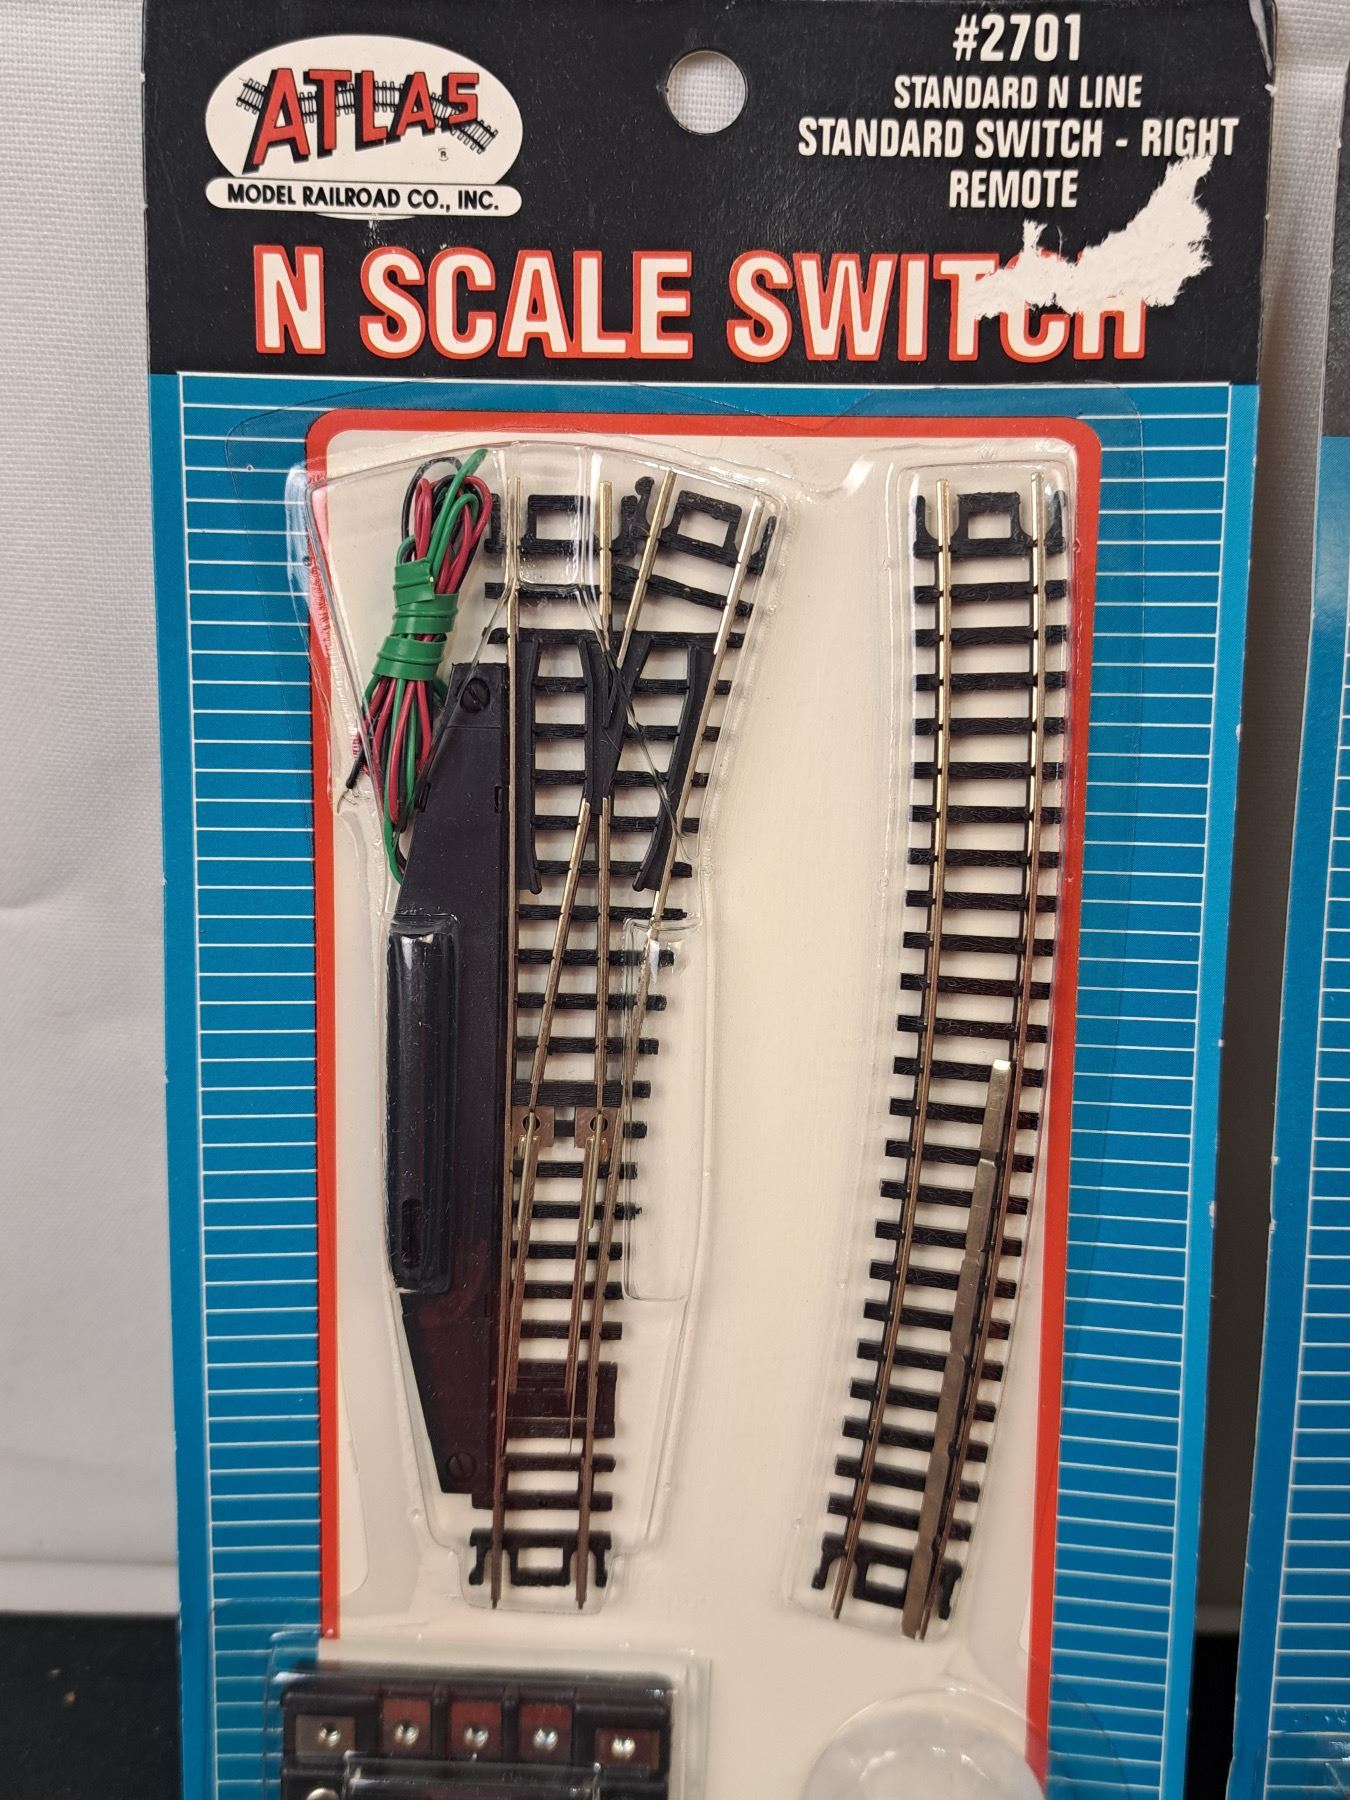 ATLAS
R
MODEL RAILROAD CO., INC.
#2701
STANDARD N LINE
STANDARD SWITCH - RIGHT
REMOTE
N SCALE SWITCH